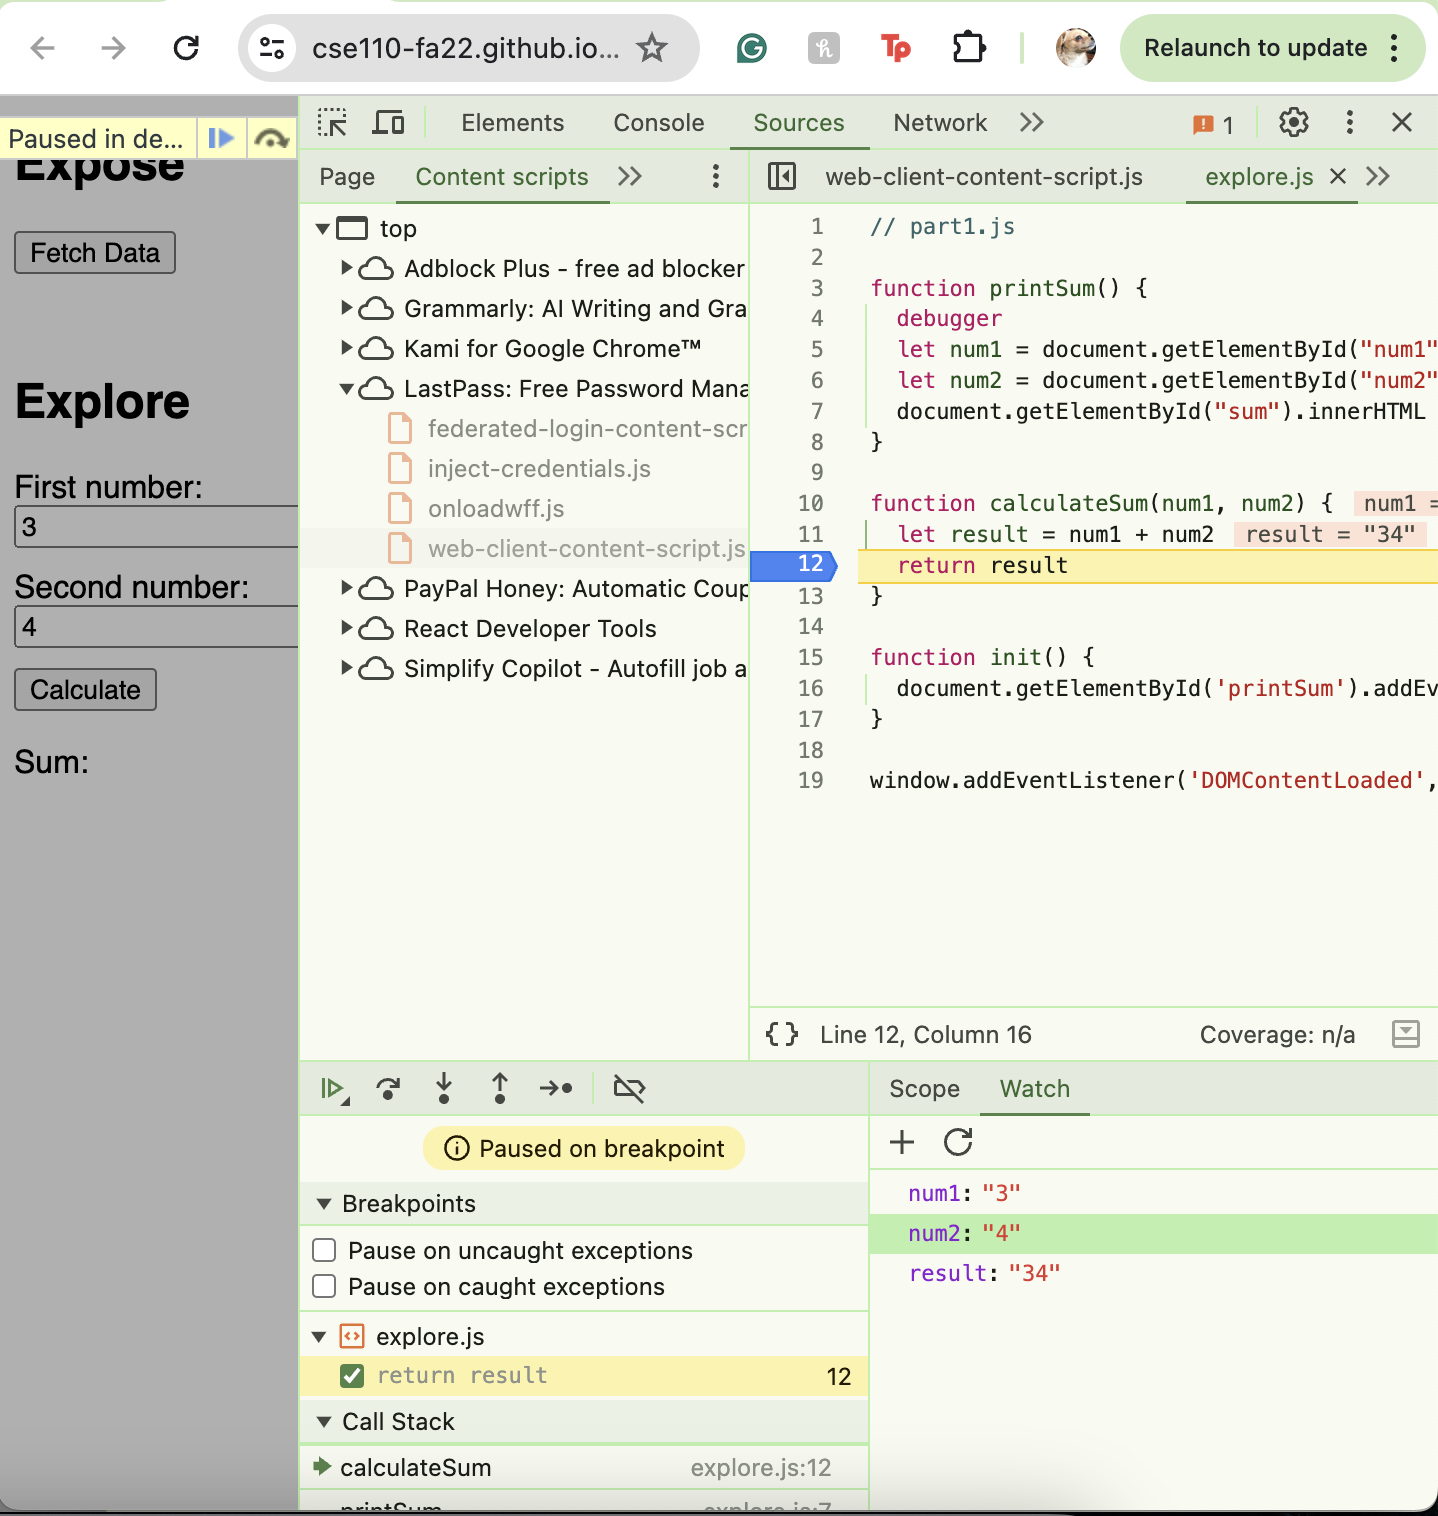 cse110-fa22.github.io...
Relaunch to update
Paused in de...
Expose
Fetch Data
Explore
First number:
3
Second number:
4
Calculate
Sum:
Elements Console Sources Network
1
Page Content scripts
top
Adblock Plus - free ad blocker
Grammarly: AI Writing and Gra
Kami for Google Chrome™
LastPass: Free Password Mana
federated-login-content-scr
inject-credentials.js
onloadwff.js
web-client-content-script.js
PayPal Honey: Automatic Coup
React Developer Tools
Simplify Copilot - Autofill job a
web-client-content-script.js explore.js
1 // part1.js
2
3 function printSum() {
4 debugger
5 let num1 = document.getElementById("num1"
6 let num2 = document.getElementById("num2"
7 document.getElementById("sum").innerHTML
8 }
9
10 function calculateSum(num1, num2) { num1 =
11 let result = num1 + num2 result = "34"
12 return result
13 }
14
15 function init() {
16 document.getElementById('printSum').addEv
17 }
18
19 window.addEventListener('DOMContentLoaded',
{} Line 12, Column 16 Coverage: n/a
Paused on breakpoint
Breakpoints
Pause on uncaught exceptions
Pause on caught exceptions
explore.js
return result 12
Call Stack
calculateSum explore.js:12
printSum explore.js:7
Scope Watch
num1: "3"
num2: "4"
result: "34"